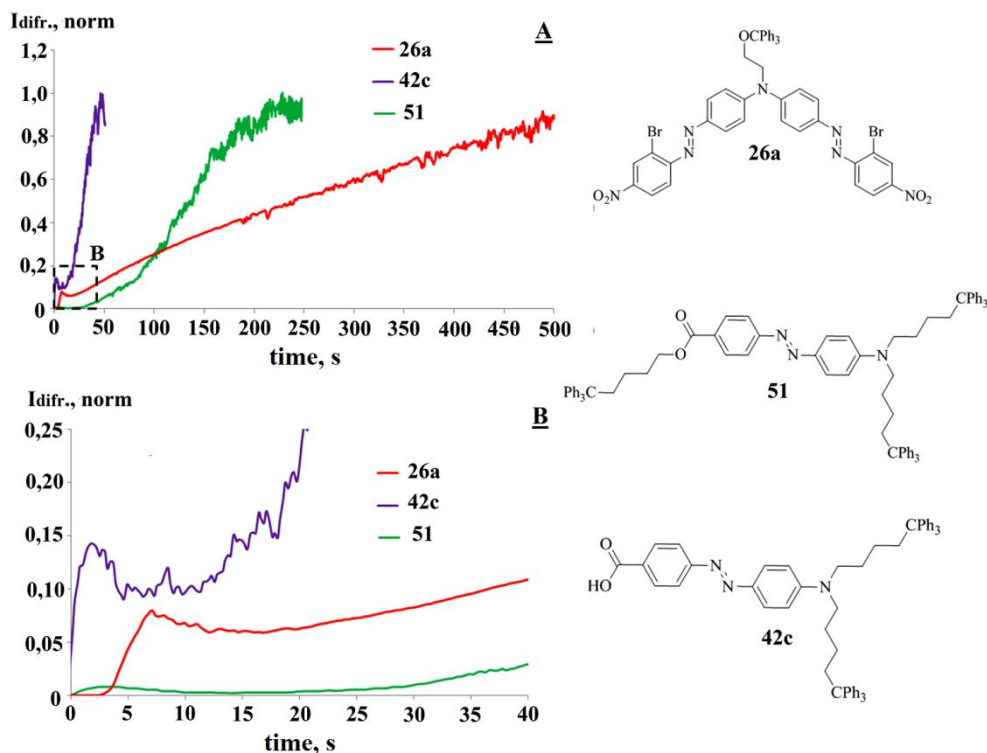 Idifr., norm
A
1,2
1,0
0,8
0,6
0,4
0,2
0
26a
42c
51
B
0 50 100 150 200 250 300 350 400 450 500
time, s
OCPh3
N
Br
N
N
N
N
Br
O2N
NO2
26a
O
O
N
N
N
CPh3
Ph3C
CPh3
51
Idifr., norm
B
0,25
0,20
0,15
0,10
0,05
0
26a
42c
51
0 5 10 15 20 25 30 35 40
time, s
O
HO
N
N
N
CPh3
CPh3
42c